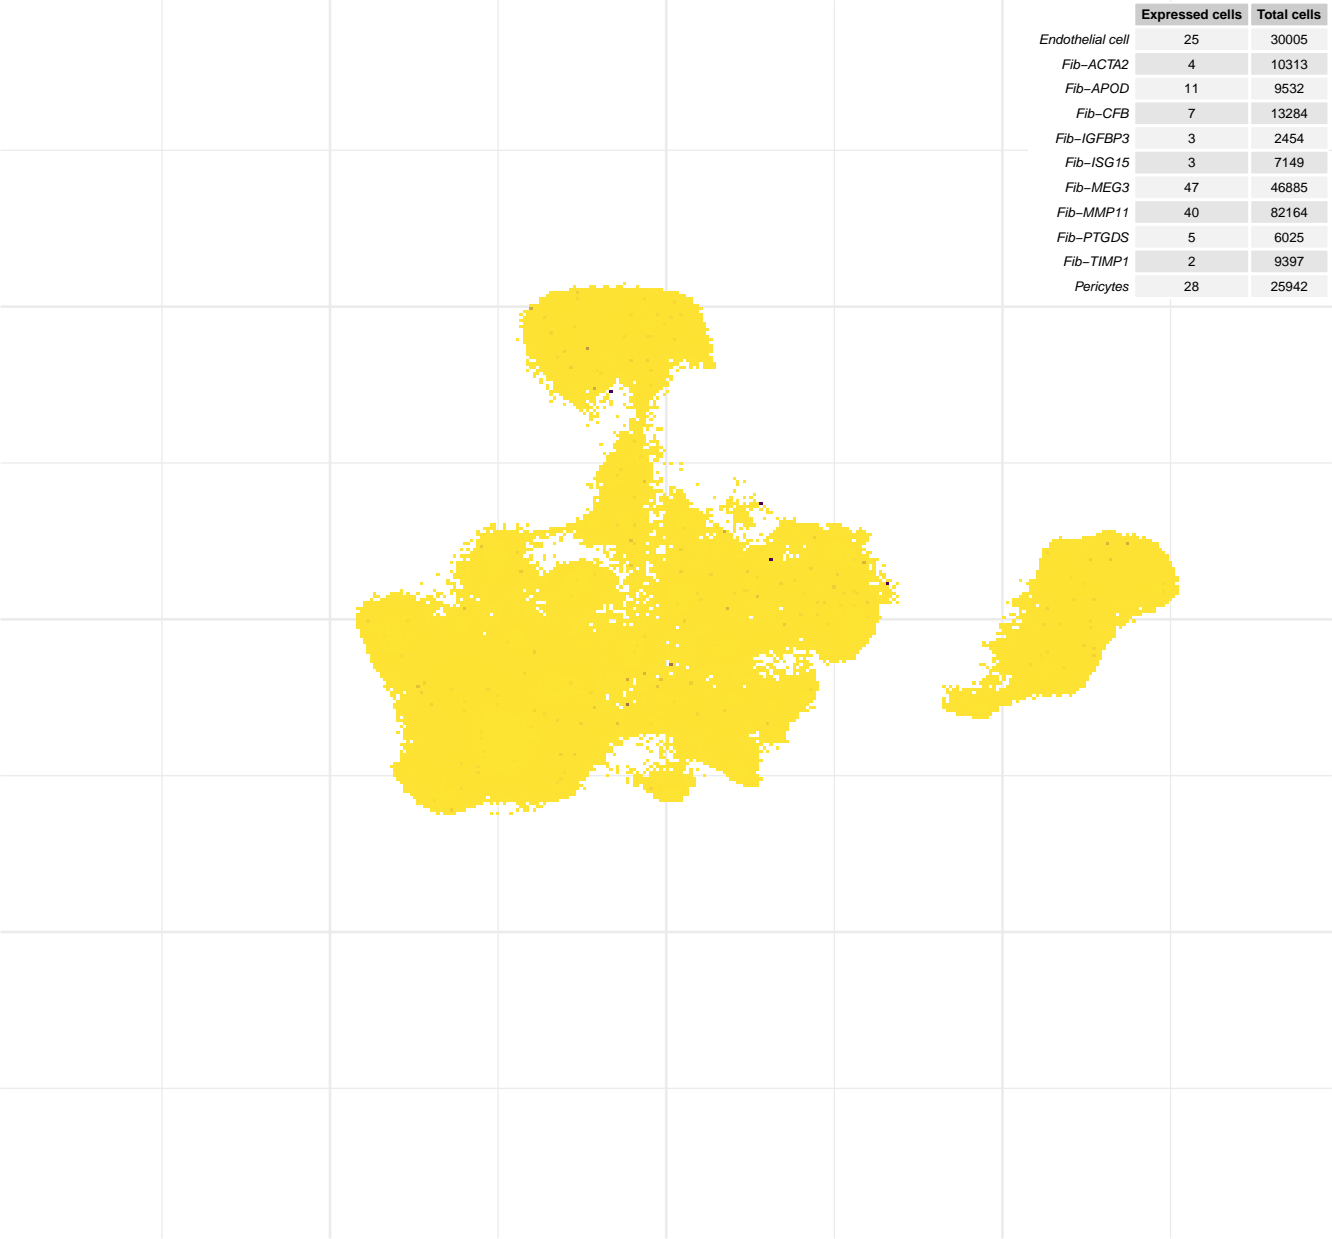 Expressed cells Total cells
Endothelial cell 25 30005
Fib−ACTA2 4 10313
Fib−APOD 11 9532
Fib−CFB 7 13284
Fib−IGFBP3 3 2454
Fib−ISG15 3 7149
Fib−MEG3 47 46885
Fib−MMP11 40 82164
Fib−PTGDS 5 6025
Fib−TIMP1 2 9397
Pericytes 28 25942